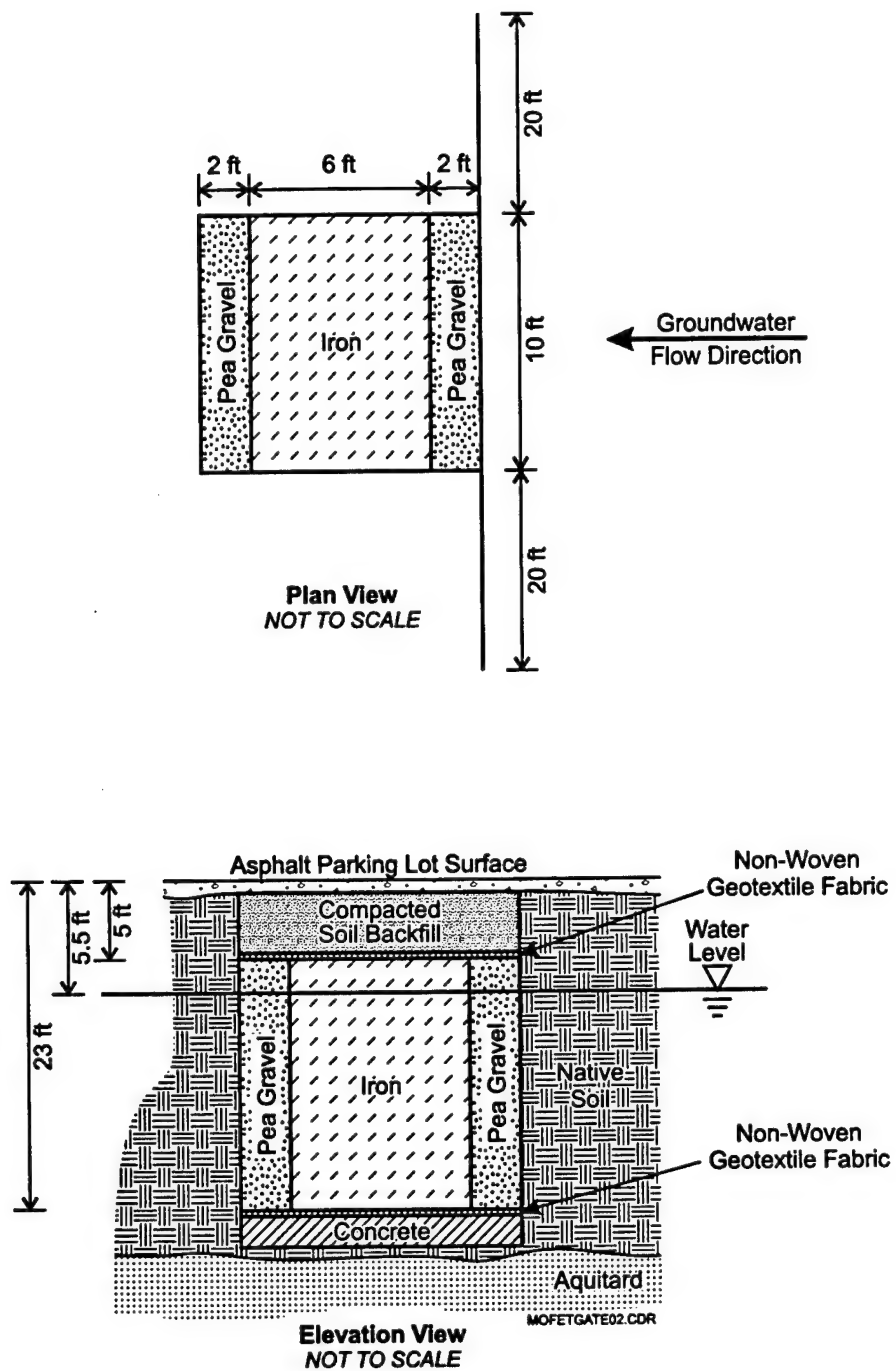 20 ft
2 ft
6 ft
2 ft
Pea Gravel
Iron
Pea Gravel
10 ft
Groundwater
Flow Direction
20 ft
Plan View
NOT TO SCALE
Asphalt Parking Lot Surface
Non-Woven
Geotextile Fabric
Compacted
Soil Backfill
5 ft
5.5 ft
23 ft
Water
Level
Pea Gravel
Iron
Pea Gravel
Native
Soil
Non-Woven
Geotextile Fabric
Concrete
Aquitard
MOFETGATE02.CDR
Elevation View
NOT TO SCALE